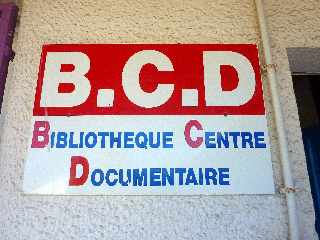 B.C.D
BIBLIOTHEQUE CENTRE
DOCUMENTAIRE